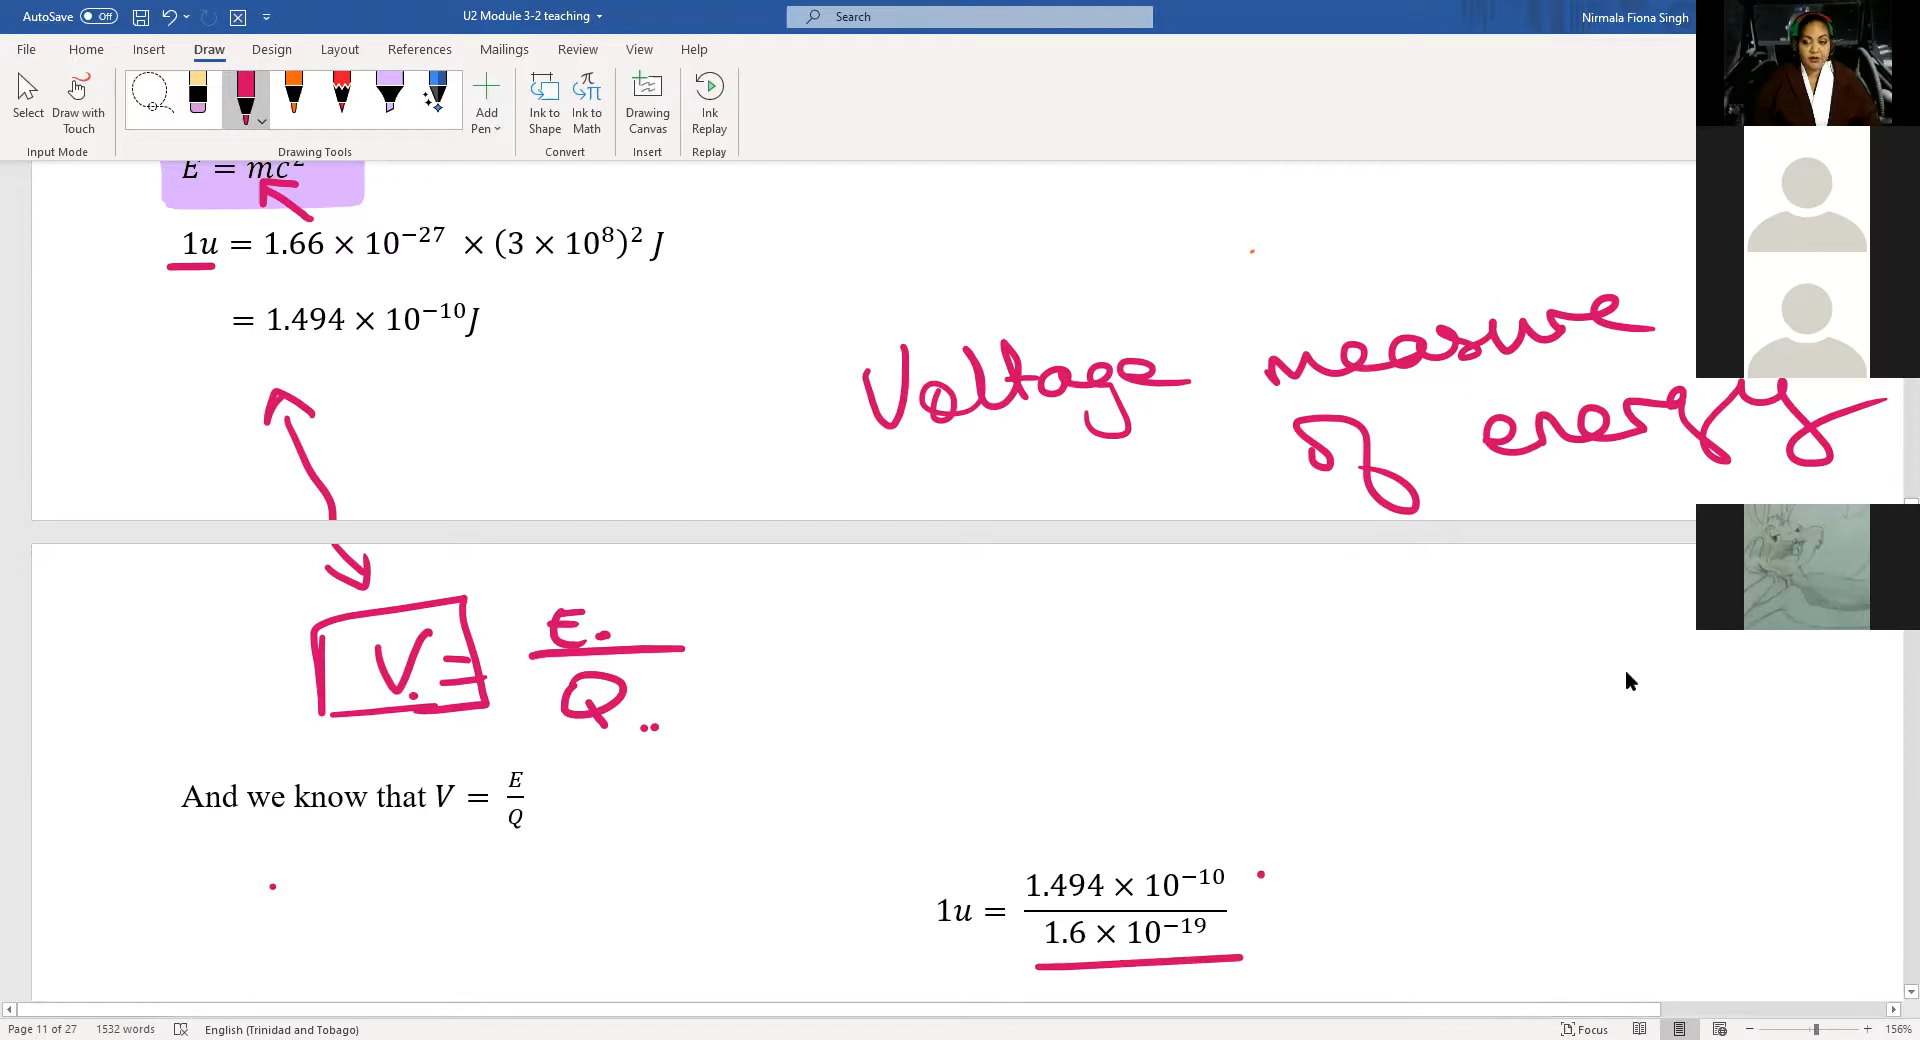 AutoSave Off
U2 Module 3-2 teaching
Search
Nirmala Fiona Singh
File Home Insert Draw Design Layout References Mailings Review View Help
Select
Draw with Touch
Add Pen
Ink to Shape
Ink to Math
Drawing Canvas
Ink Replay
Input Mode Drawing Tools Convert Insert Replay
E = mc²
1u = 1.66 × 10⁻²⁷ × (3 × 10⁸)² J
= 1.494 × 10⁻¹⁰J
Voltage measure
of energy
V = E/Q
And we know that V = E/Q
1u = 1.494 × 10⁻¹⁰ / 1.6 × 10⁻¹⁹
Page 11 of 27 1532 words English (Trinidad and Tobago) Focus 156%